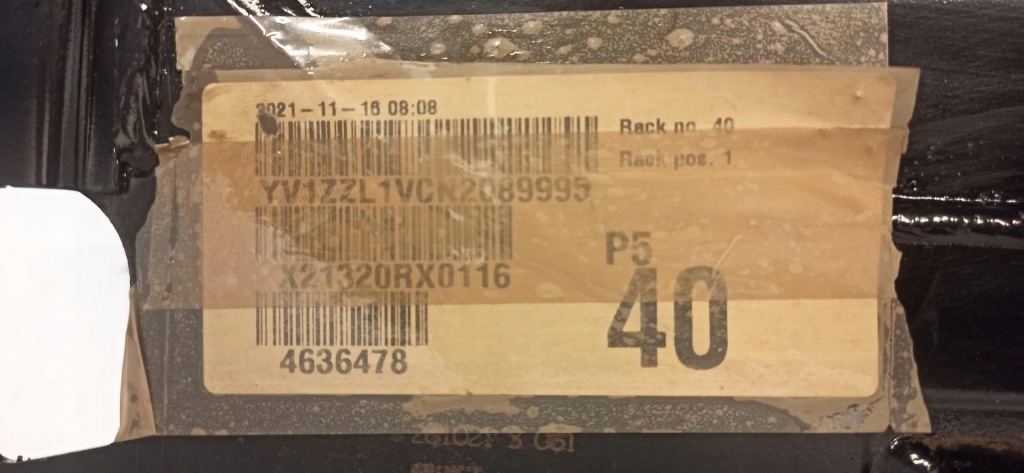 2021-11-16 08:08
Rack no. 40
Rack pos. 1
YV1ZZL1VCN2089995
X21320RX0116
P5
40
4636478